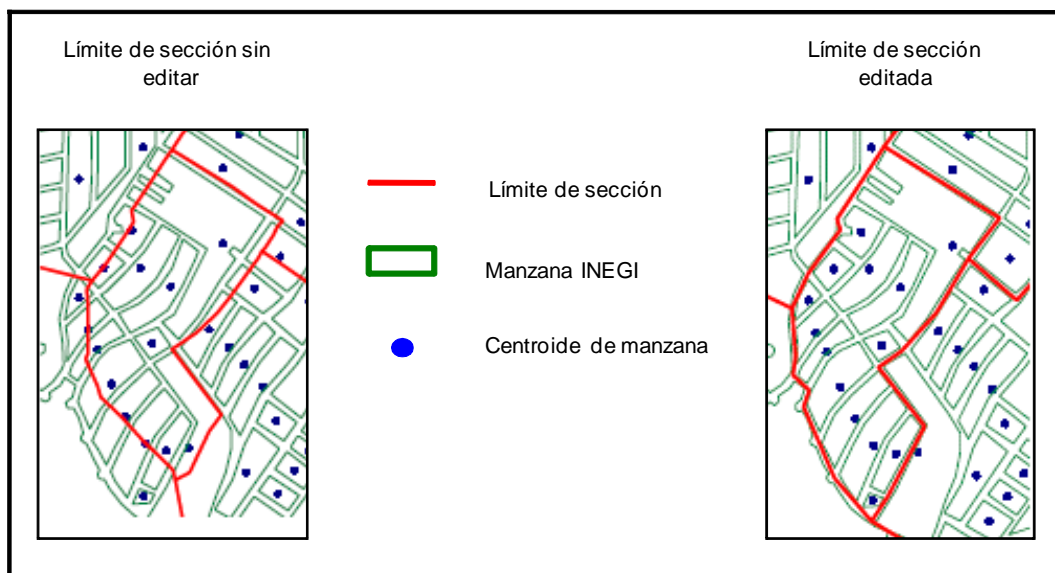 Límite de sección sin
editar
Límite de sección
editada
Límite de sección
Manzana INEGI
Centroide de manzana